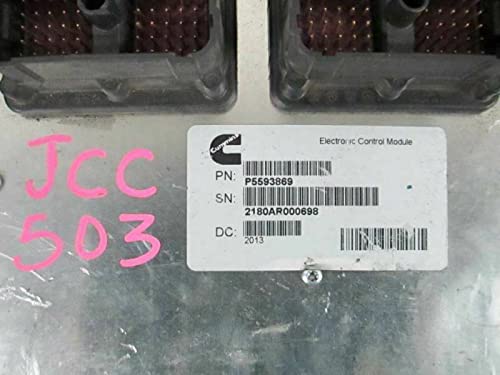 JCC
503
Cummins
Electronic Control Module
PN:
P5593869
SN:
2180AR000698
DC:
2013